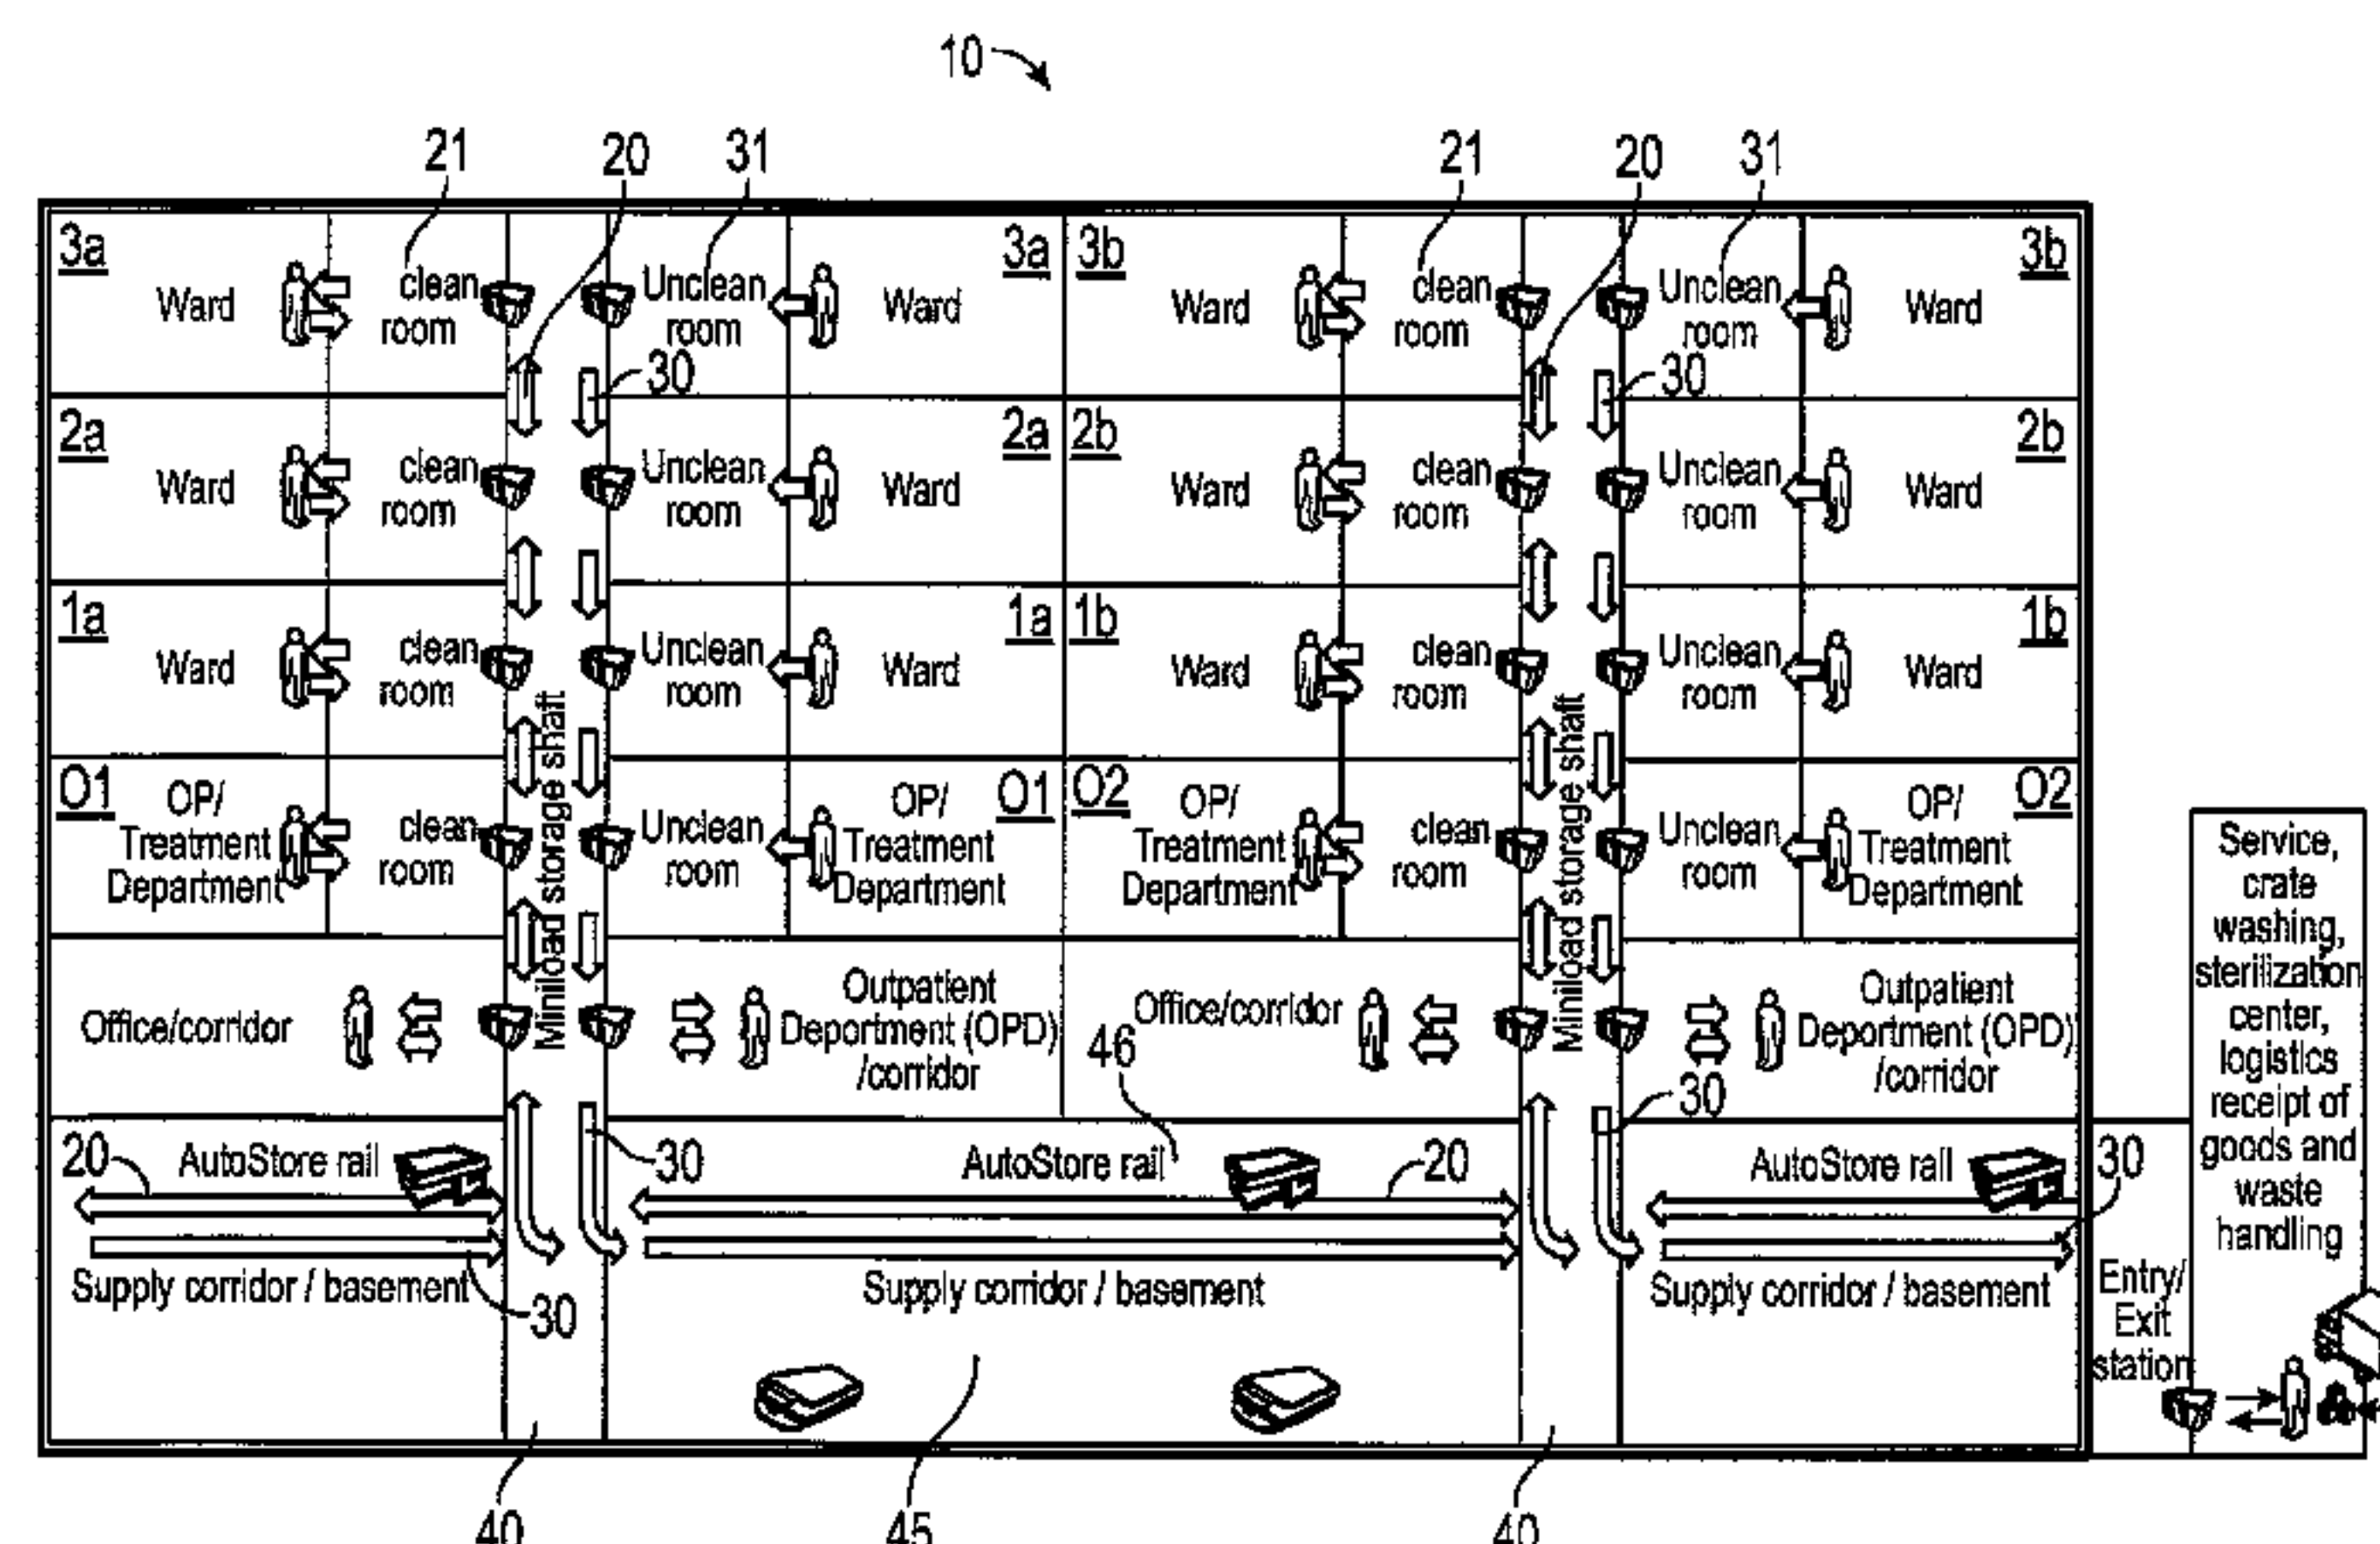 10
21
20
31
21
20
31
3a
3a
3b
3b
Ward
clean
room
Unclean
room
Ward
Ward
clean
room
Unclean
room
Ward
30
30
2a
2a
2b
2b
Ward
clean
room
Unclean
room
Ward
Ward
clean
room
Unclean
room
Ward
1a
1a
1b
1b
Ward
clean
room
Unclean
room
Ward
Ward
clean
room
Unclean
room
Ward
Miniload storage shaft
Miniload storage shaft
O1
OP/
Treatment
Department
clean
room
Unclean
room
OP/
Treatment
Department
O1
O2
OP/
Treatment
Department
clean
room
Unclean
room
OP/
Treatment
Department
O2
Office/corridor
Outpatient
Deportment (OPD)
/corridor
Office/corridor
46
Outpatient
Deportment (OPD)
/corridor
30
20
AutoStore rail
30
AutoStore rail
20
AutoStore rail
30
Supply corridor / basement
30
Supply corridor / basement
Supply corridor / basement
Service,
crate
washing,
sterilization
center,
logistics
receipt of
goods and
waste
handling
Entry/
Exit
station
40
45
40